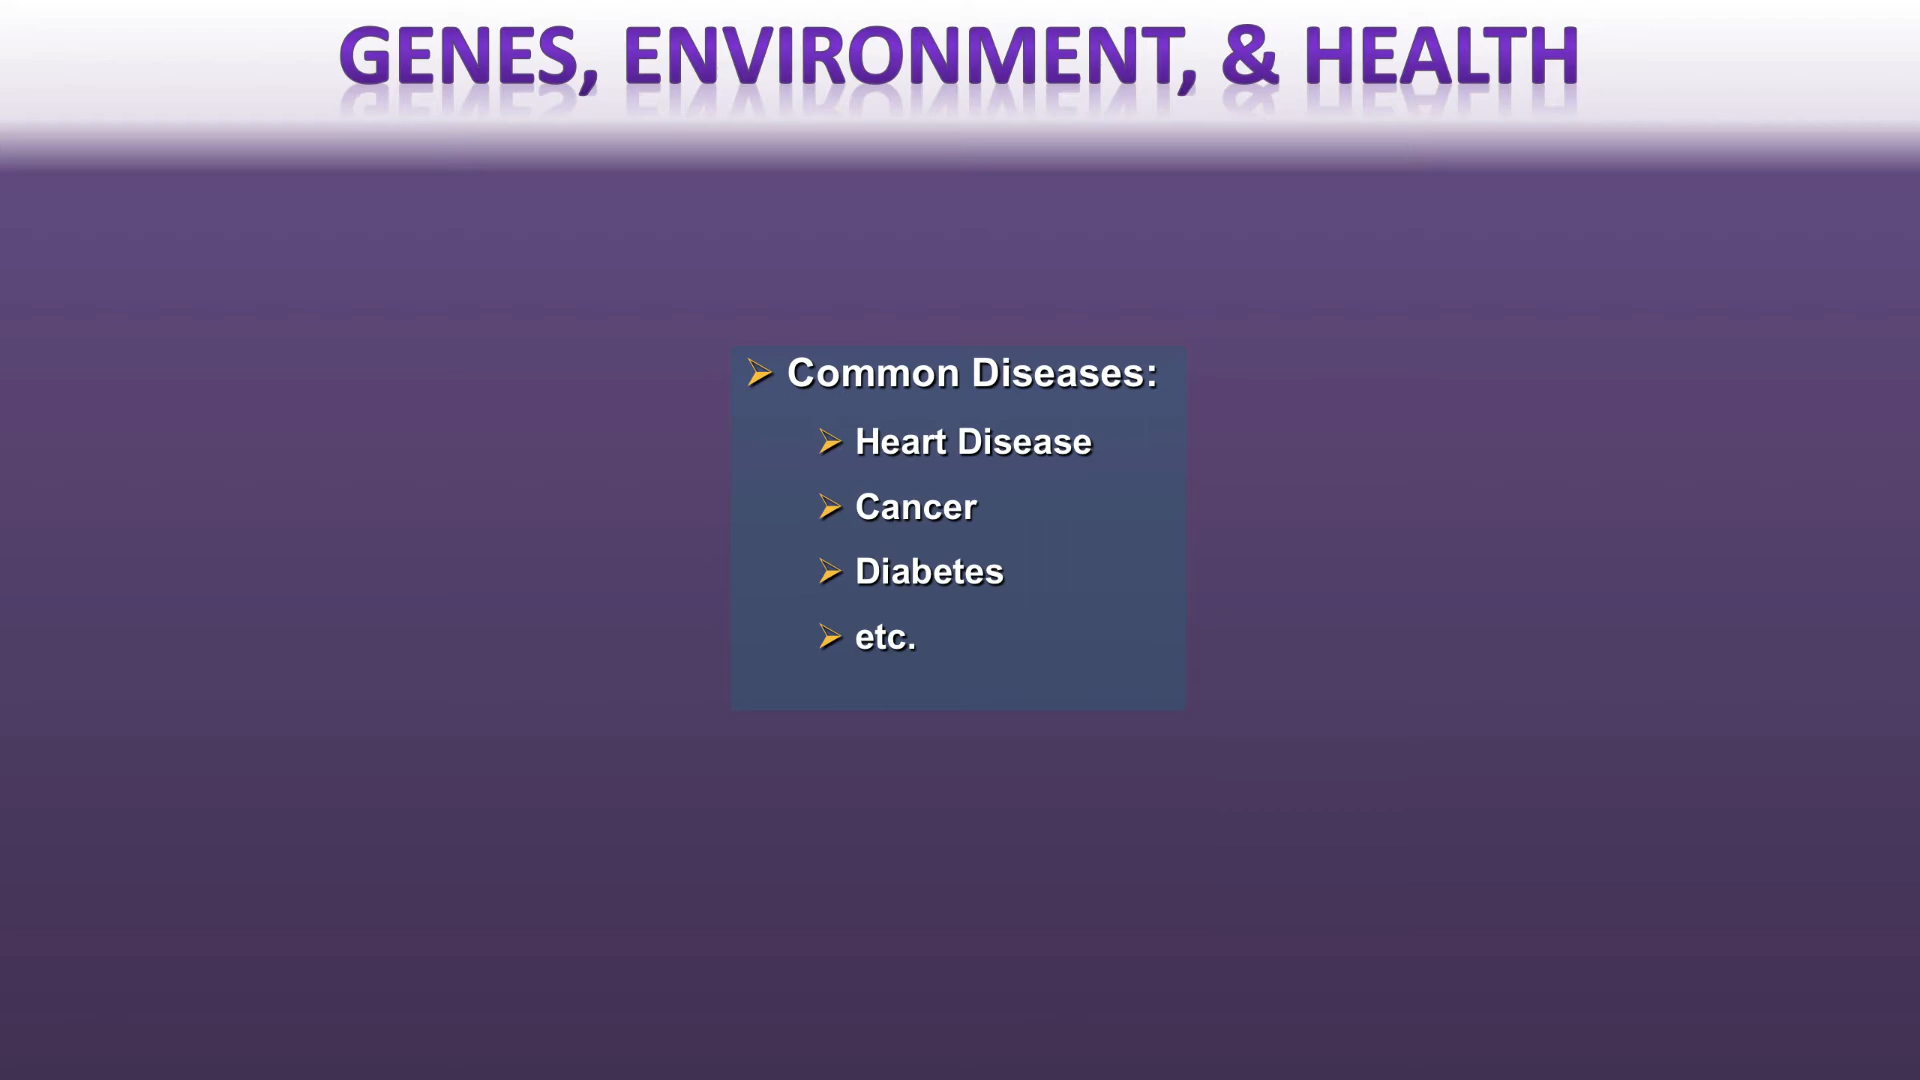 GENES, ENVIRONMENT, & HEALTH
Common Diseases:
Heart Disease
Cancer
Diabetes
etc.